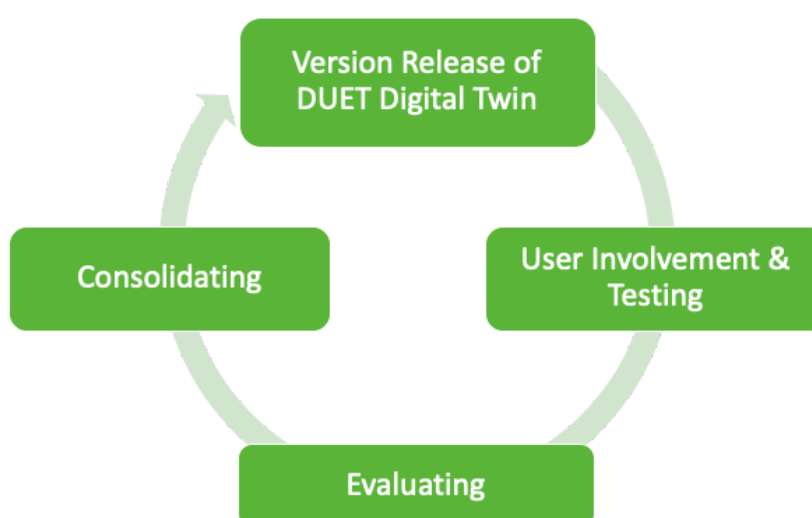 Version Release of
DUET Digital Twin
User Involvement &
Testing
Evaluating
Consolidating